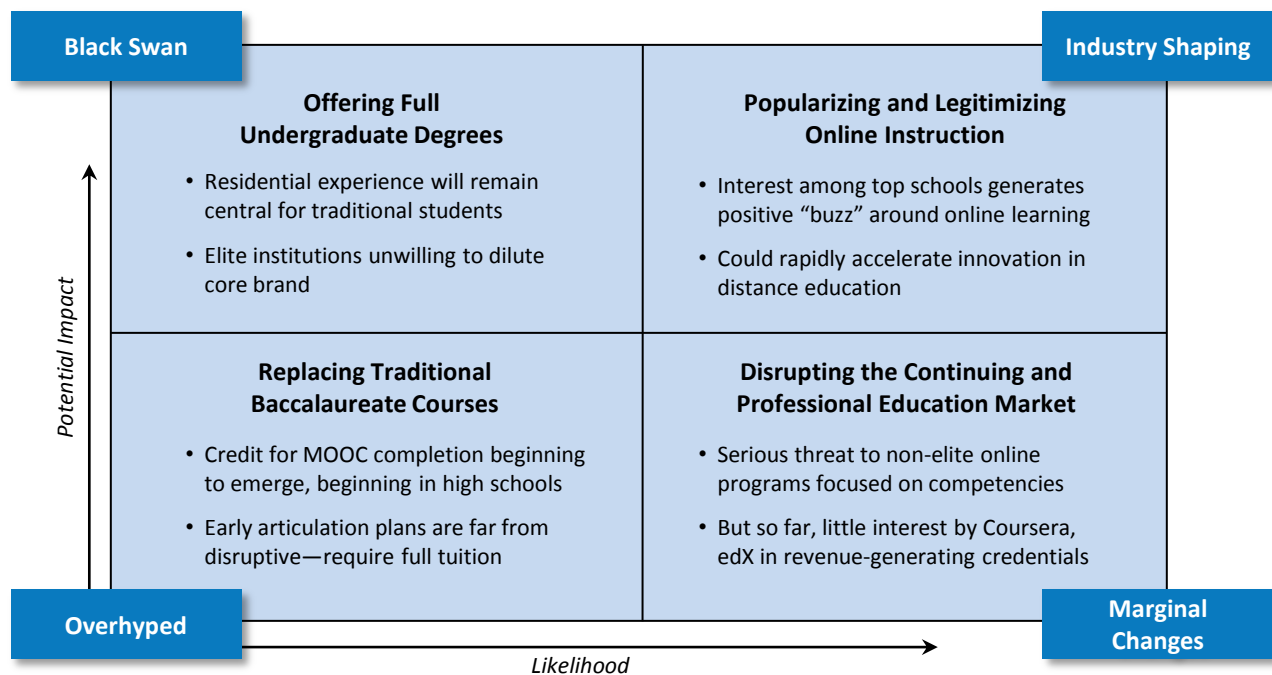 Black Swan
Industry Shaping
Offering Full
Undergraduate Degrees
• Residential experience will remain
central for traditional students
• Elite institutions unwilling to dilute
core brand
Popularizing and Legitimizing
Online Instruction
• Interest among top schools generates
positive “buzz” around online learning
• Could rapidly accelerate innovation in
distance education
Potential Impact
Replacing Traditional
Baccalaureate Courses
• Credit for MOOC completion beginning
to emerge, beginning in high schools
• Early articulation plans are far from
disruptive—require full tuition
Disrupting the Continuing and
Professional Education Market
• Serious threat to non-elite online
programs focused on competencies
• But so far, little interest by Coursera,
edX in revenue-generating credentials
Overhyped
Marginal
Changes
Likelihood